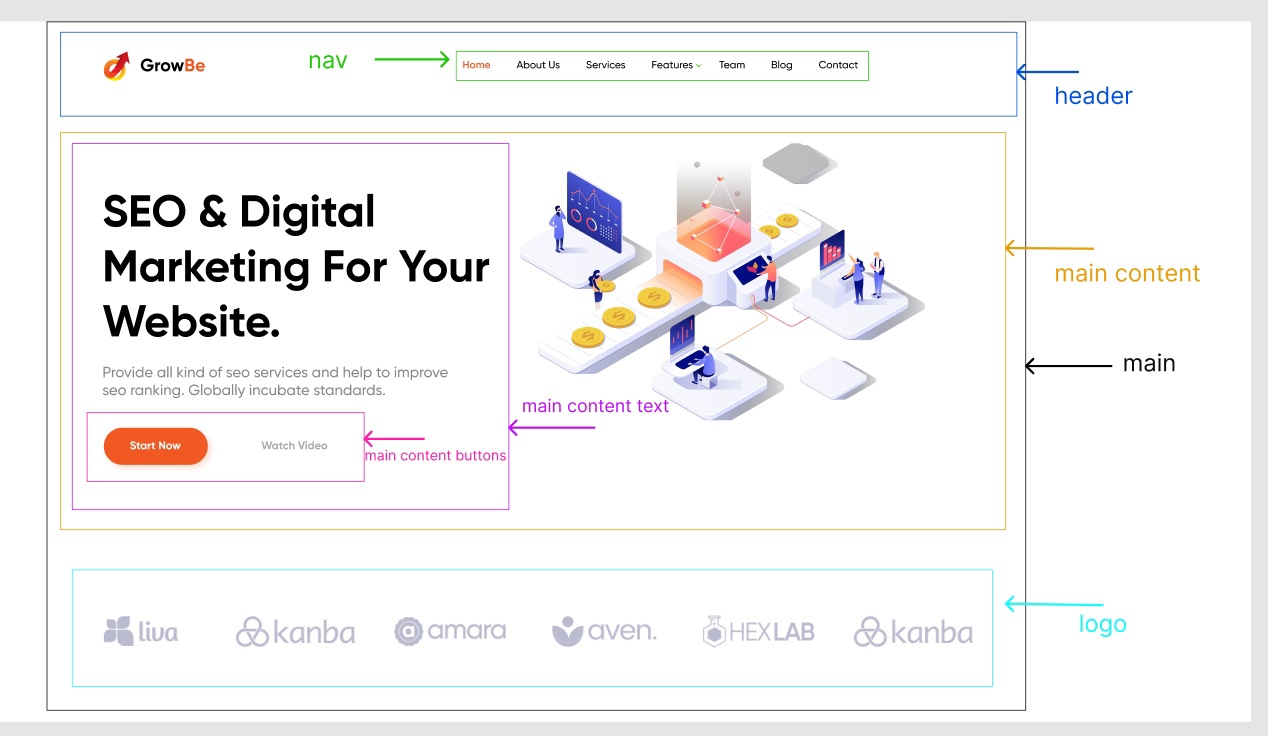 GrowBe
nav
Home About Us Services Features Team Blog Contact
header
SEO & Digital
Marketing For Your
Website.
main content
Provide all kind of seo services and help to improve
seo ranking. Globally incubate standards.
main
main content text
Start Now Watch Video
main content buttons
liva kanba amara aven. HEXLAB kanba
logo